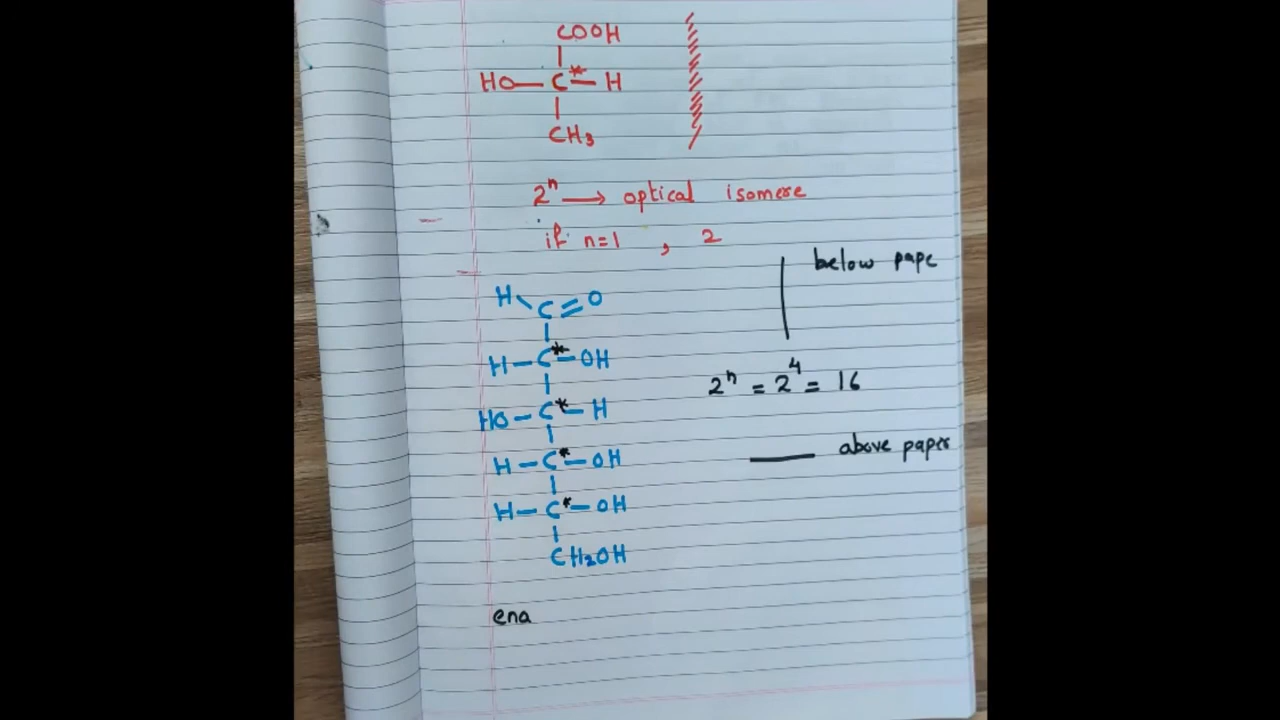 COOH
HO—C*—H
CH₃
2ⁿ → optical isomere
if n=1 , 2
below pape
H C=O
H—C*—OH
2ⁿ = 2⁴ = 16
HO—C*—H
above paper
H—C*—OH
H—C*—OH
CH₂OH
ena